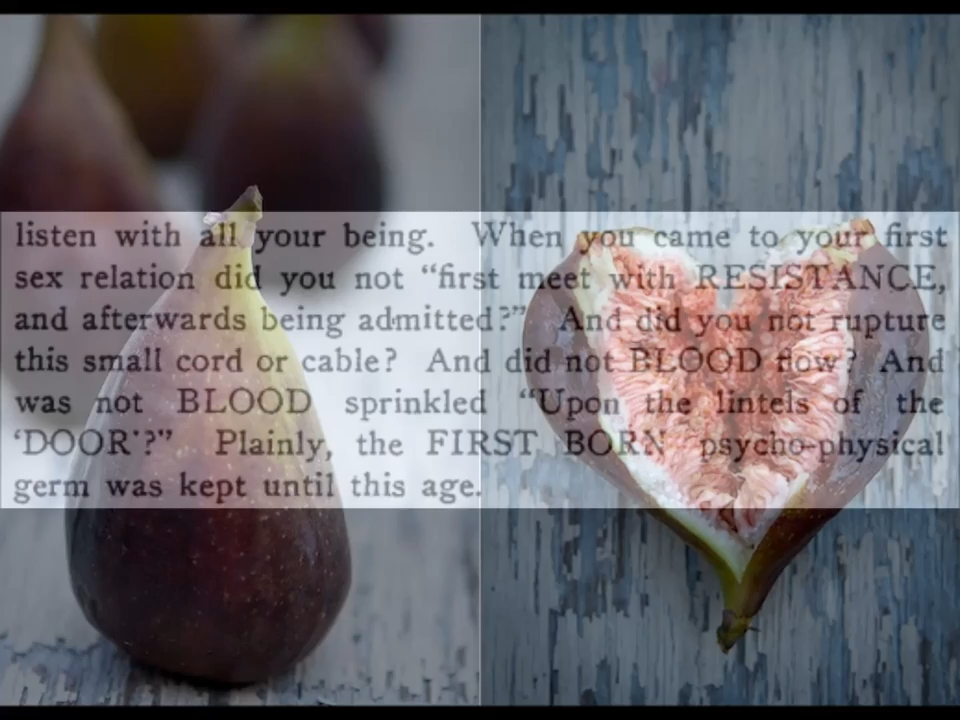 listen with all your being. When you came to your first
sex relation did you not “first meet with RESISTANCE,
and afterwards being admitted?” And did you not rupture
this small cord or cable? And did not BLOOD flow? And
was not BLOOD sprinkled “Upon the lintels of the
‘DOOR’?” Plainly, the FIRST BORN psycho-physical
germ was kept until this age.